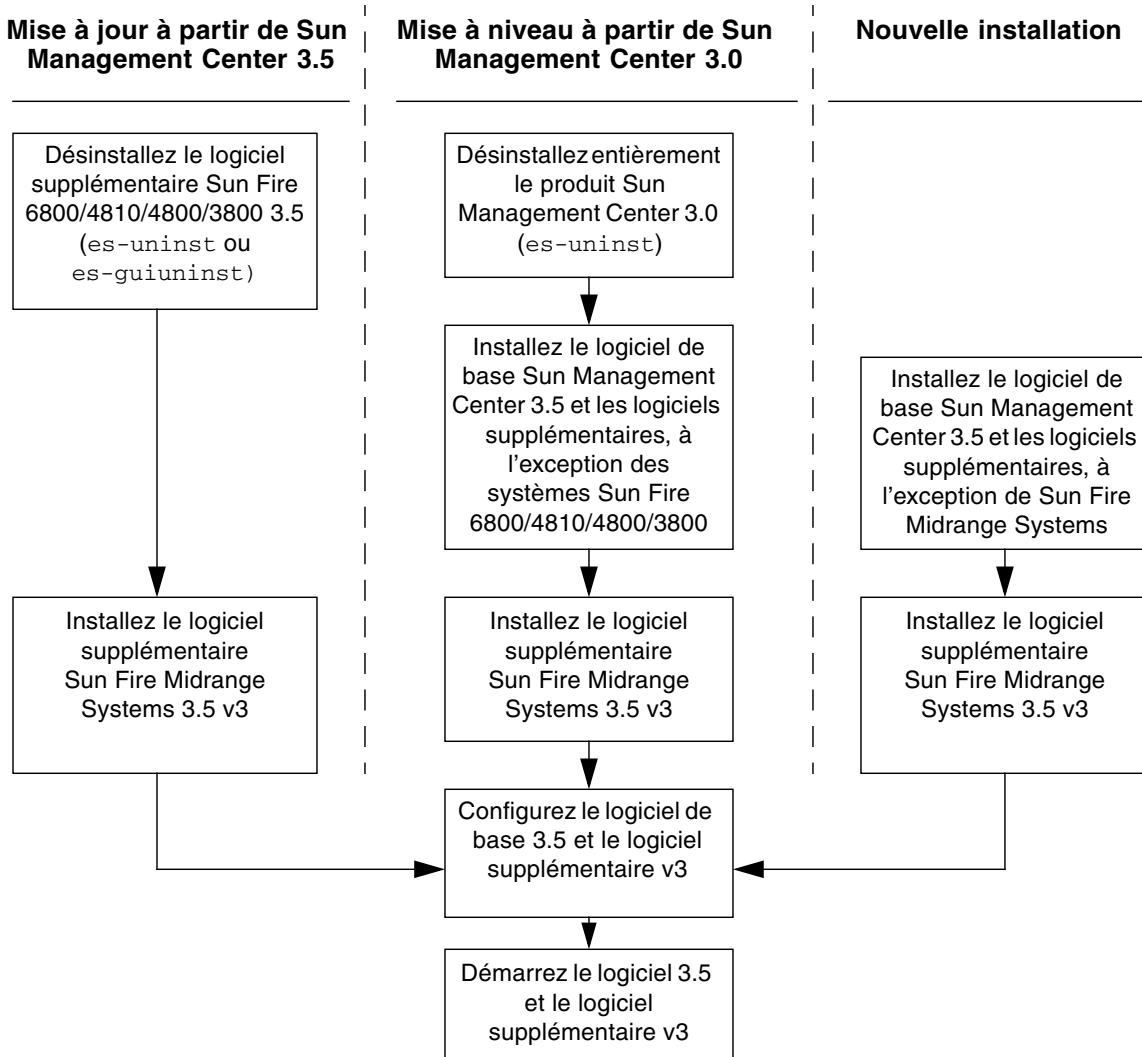 Mise à jour à partir de Sun
Management Center 3.5
Mise à niveau à partir de Sun
Management Center 3.0
Nouvelle installation
Désinstallez le logiciel
supplémentaire Sun Fire
6800/4810/4800/3800 3.5
(es-uninst ou
es-guiuninst)
Désinstallez entièrement
le produit Sun
Management Center 3.0
(es-uninst)
Installez le logiciel de
base Sun Management
Center 3.5 et les logiciels
supplémentaires, à
l'exception des
systèmes Sun Fire
6800/4810/4800/3800
Installez le logiciel de
base Sun Management
Center 3.5 et les logiciels
supplémentaires, à
l'exception de Sun Fire
Midrange Systems
Installez le logiciel
supplémentaire
Sun Fire Midrange
Systems 3.5 v3
Installez le logiciel
supplémentaire
Sun Fire Midrange
Systems 3.5 v3
Installez le logiciel
supplémentaire
Sun Fire Midrange
Systems 3.5 v3
Configurez le logiciel de
base 3.5 et le logiciel
supplémentaire v3
Démarrez le logiciel 3.5
et le logiciel
supplémentaire v3